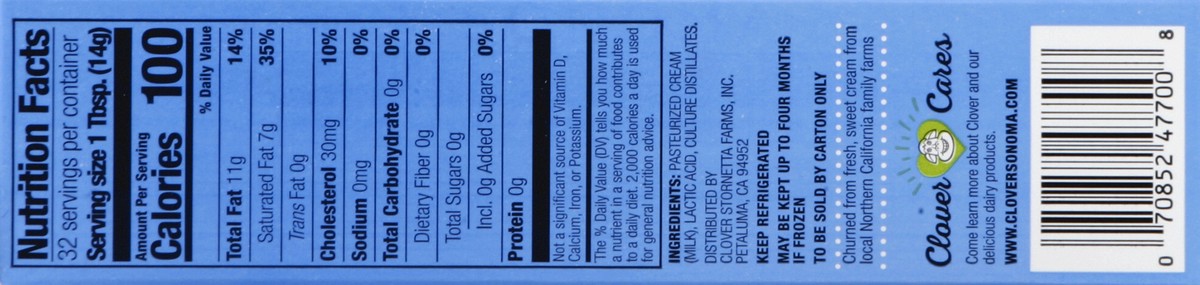 Nutrition Facts
32 servings per container
Serving size 1 Tbsp. (14g)
Amount Per Serving
Calories 100
% Daily Value
Total Fat 11g 14%
Saturated Fat 7g 35%
Trans Fat 0g
Cholesterol 30mg 10%
Sodium 0mg 0%
Total Carbohydrate 0g 0%
Dietary Fiber 0g 0%
Total Sugars 0g
Incl. 0g Added Sugars 0%
Protein 0g
Not a significant source of Vitamin D,
Calcium, Iron, or Potassium.
The % Daily Value (DV) tells you how much
a nutrient in a serving of food contributes
to a daily diet. 2,000 calories a day is used
for general nutrition advice.
INGREDIENTS: PASTEURIZED CREAM
(MILK), LACTIC ACID, CULTURE DISTILLATES.
DISTRIBUTED BY
CLOVER STORNETTA FARMS, INC.
PETALUMA, CA 94952
KEEP REFRIGERATED
MAY BE KEPT UP TO FOUR MONTHS
IF FROZEN
TO BE SOLD BY CARTON ONLY
Churned from fresh, sweet cream from
local Northern California family farms
Clover Cares
Come learn more about Clover and our
delicious dairy products.
WWW.CLOVERSONOMA.COM
0 70852 47700 8